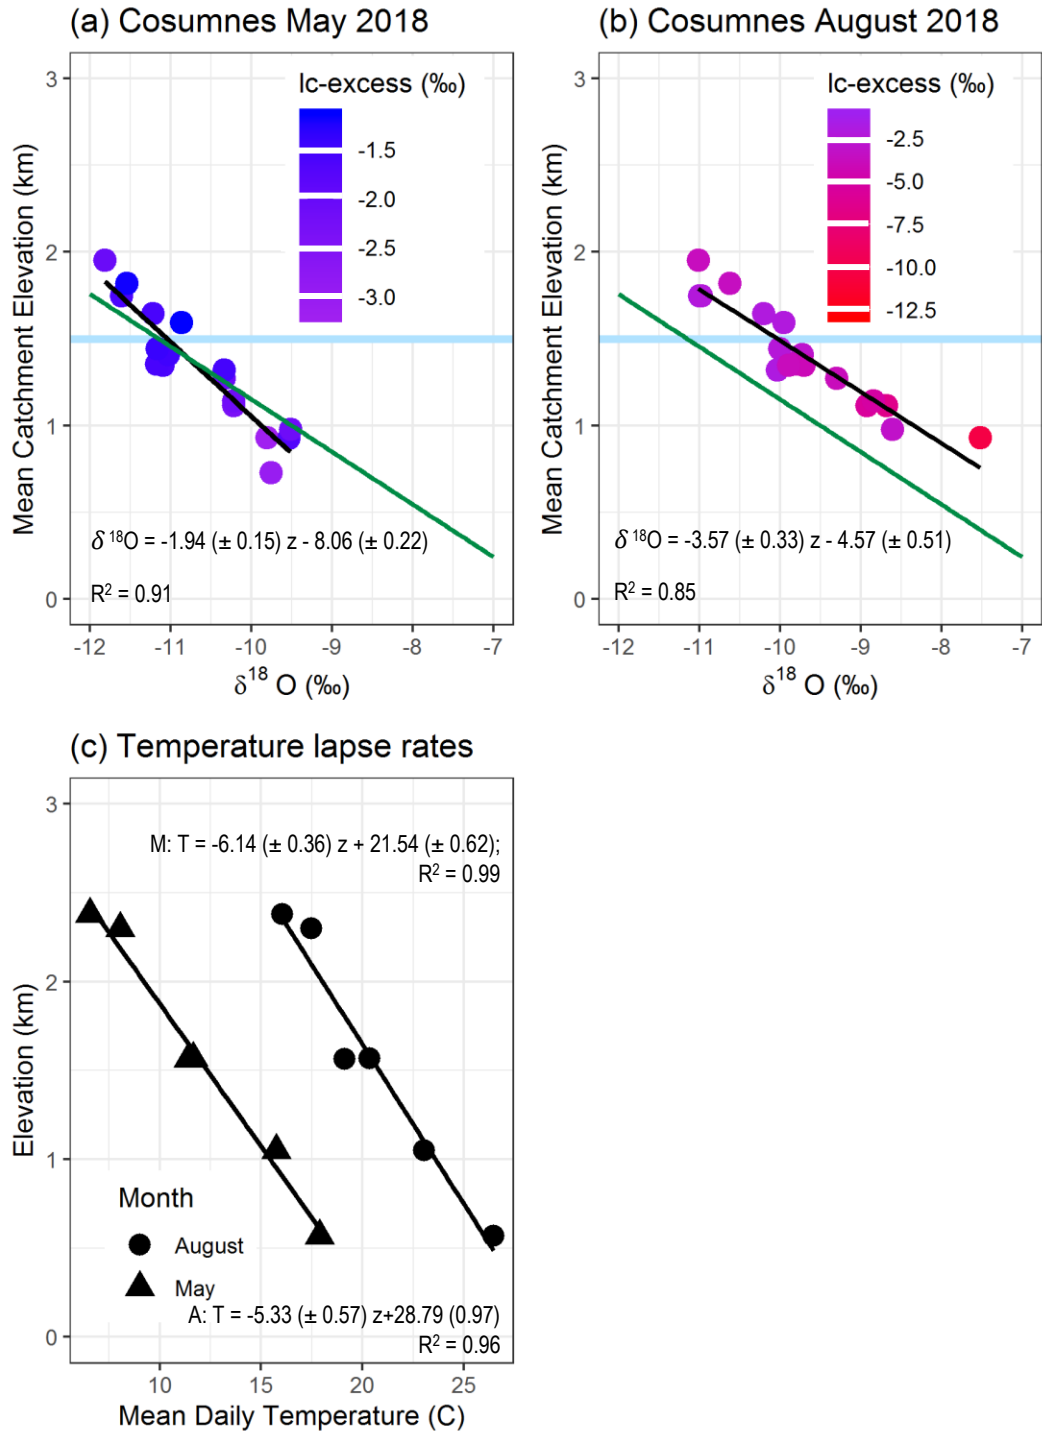 (a) Cosumnes May 2018
lc-excess (‰)
-1.5
-2.0
-2.5
-3.0
3
2
1
0
Mean Catchment Elevation (km)
δ ¹⁸O = -1.94 (± 0.15) z - 8.06 (± 0.22)
R² = 0.91
-12 -11 -10 -9 -8 -7
δ¹⁸ O (‰)
(b) Cosumnes August 2018
lc-excess (‰)
-2.5
-5.0
-7.5
-10.0
-12.5
3
2
1
0
Mean Catchment Elevation (km)
δ ¹⁸O = -3.57 (± 0.33) z - 4.57 (± 0.51)
R² = 0.85
-12 -11 -10 -9 -8 -7
δ¹⁸ O (‰)
(c) Temperature lapse rates
3
2
1
0
Elevation (km)
M: T = -6.14 (± 0.36) z + 21.54 (± 0.62);
R² = 0.99
Month
August
May
A: T = -5.33 (± 0.57) z+28.79 (0.97)
R² = 0.96
10 15 20 25
Mean Daily Temperature (C)